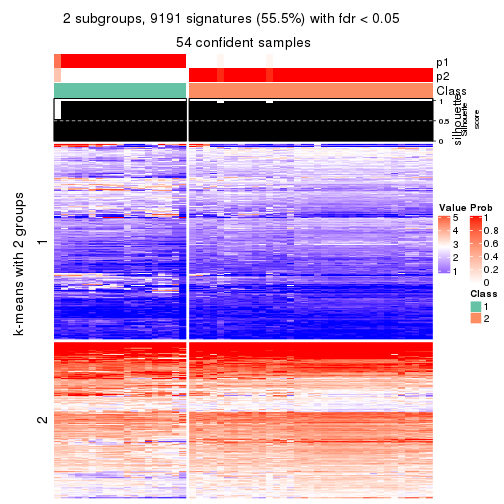 2 subgroups, 9191 signatures (55.5%) with fdr < 0.05
54 confident samples
p1
p2
Class
silhouette
Silhouette
score
1
0.5
0
k-means with 2 groups
1
2
Value
5
4
3
2
1
Prob
1
0.8
0.6
0.4
0.2
0
Class
1
2